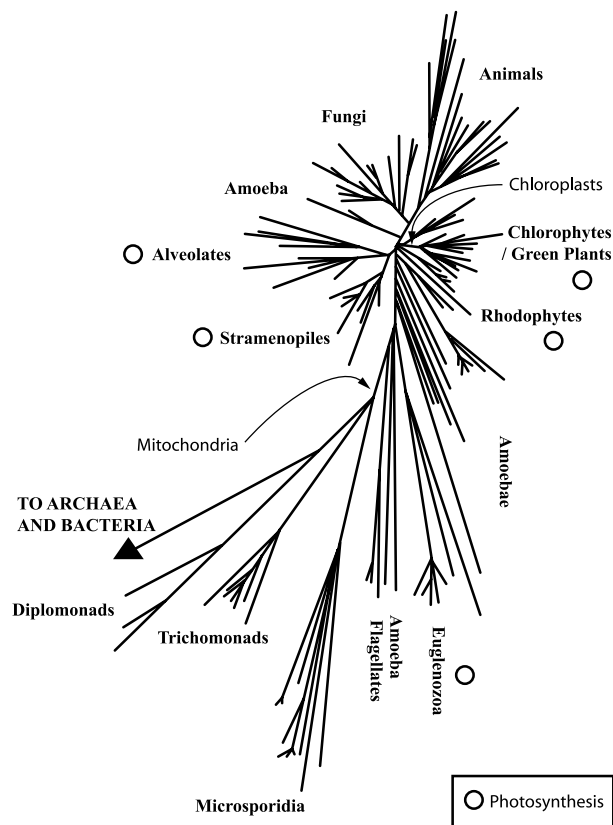 Animals
Fungi
Chloroplasts
Amoeba
Chlorophytes
/ Green Plants
Alveolates
Rhodophytes
Stramenopiles
Mitochondria
Amoebae
TO ARCHAEA
AND BACTERIA
Diplomonads
Trichomonads
Amoeba
Flagellates
Euglenozoa
Microsporidia
Photosynthesis